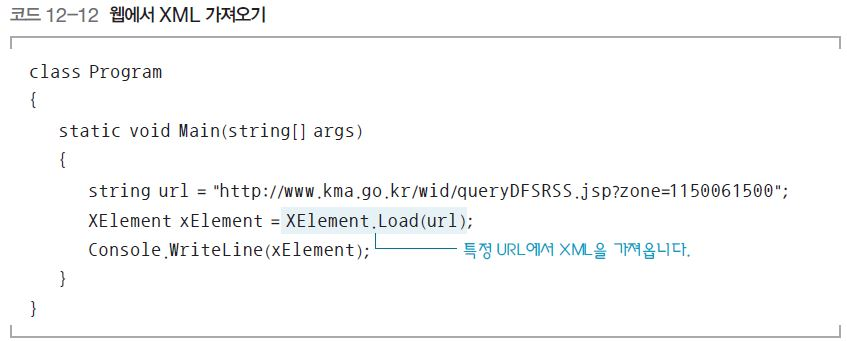 코드 12-12 웹에서 XML 가져오기
class Program
{
static void Main(string[] args)
{
string url = "http://www.kma.go.kr/wid/queryDFSRSS.jsp?zone=1150061500";
XElement xElement = XElement.Load(url);
Console.WriteLine(xElement); 특정 URL에서 XML을 가져옵니다.
}
}